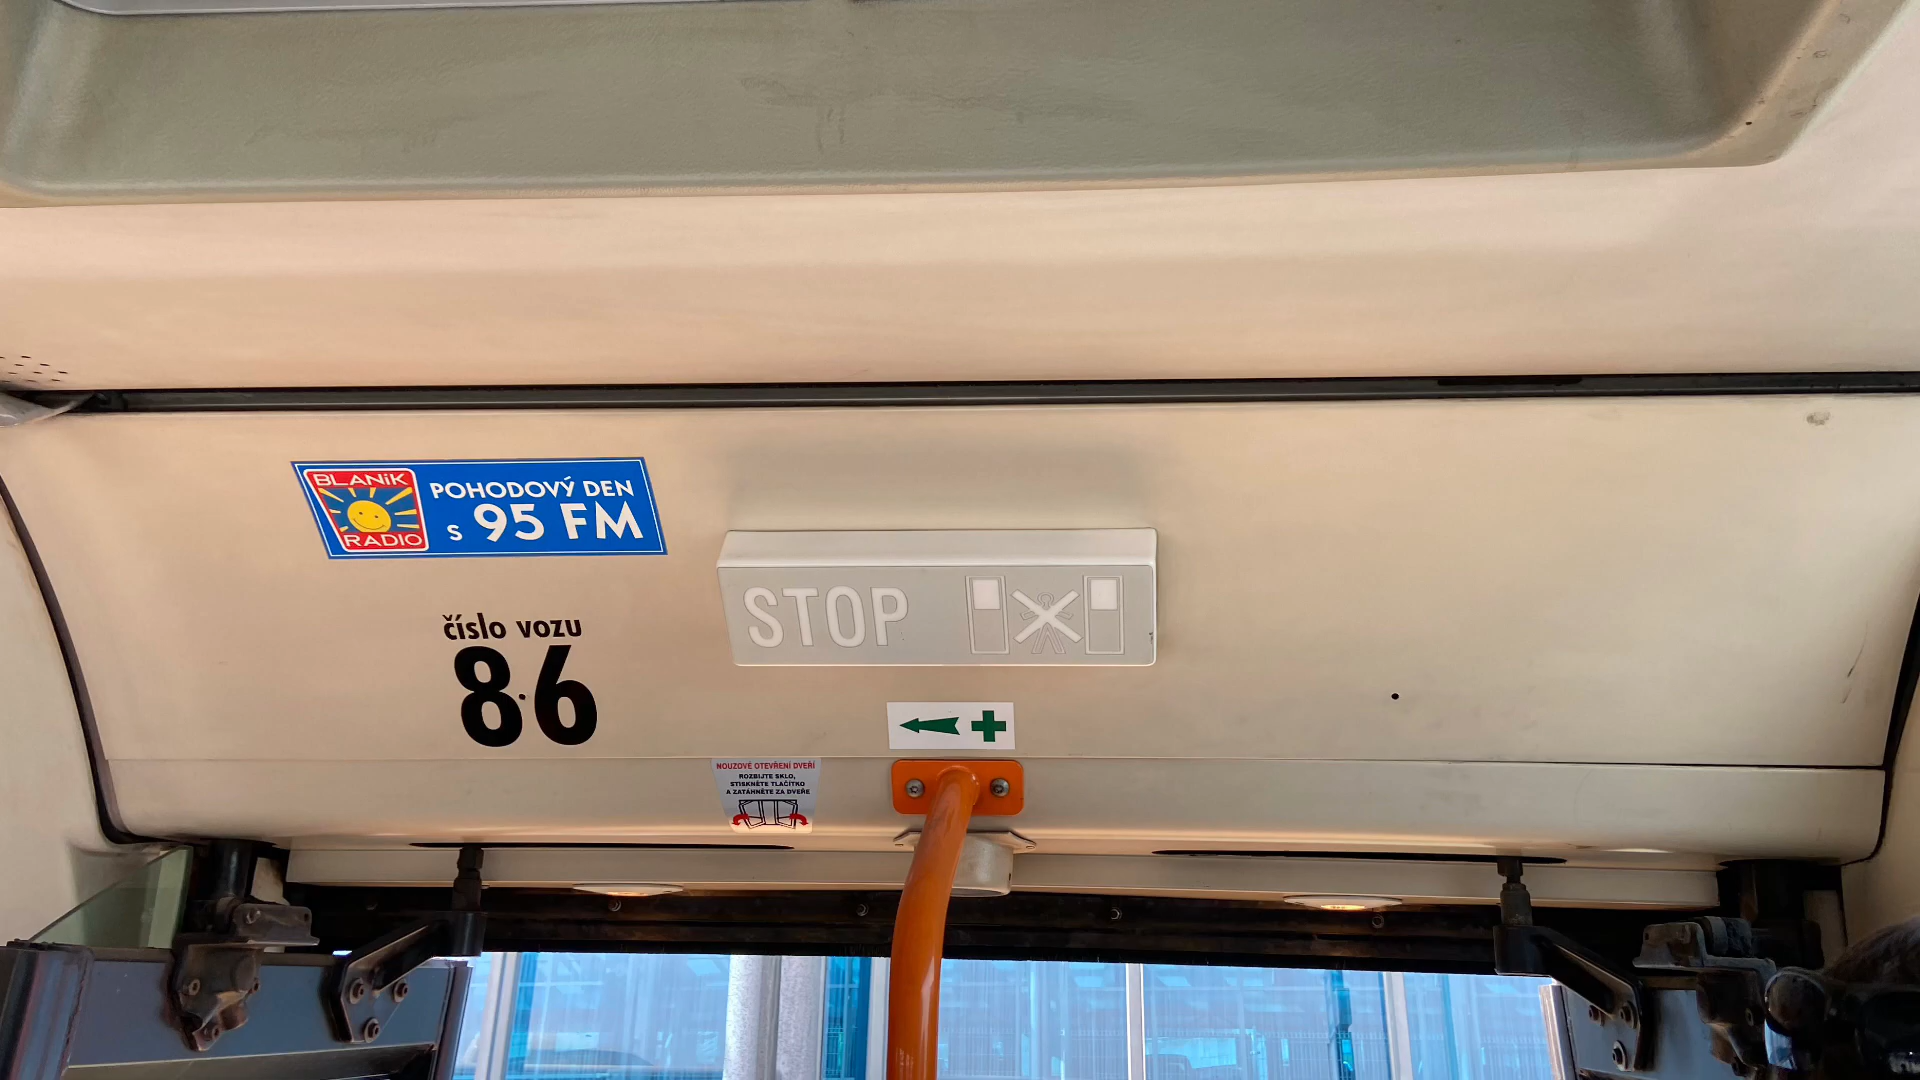 BLANiK
RADIO
POHODOVÝ DEN
s 95 FM
STOP
číslo vozu
86
NOUZOVÉ OTEVŘENÍ DVEŘÍ
ROZBIJTE SKLO,
STISKNĚTE TLAČÍTKO
A ZATÁHNĚTE ZA DVEŘE